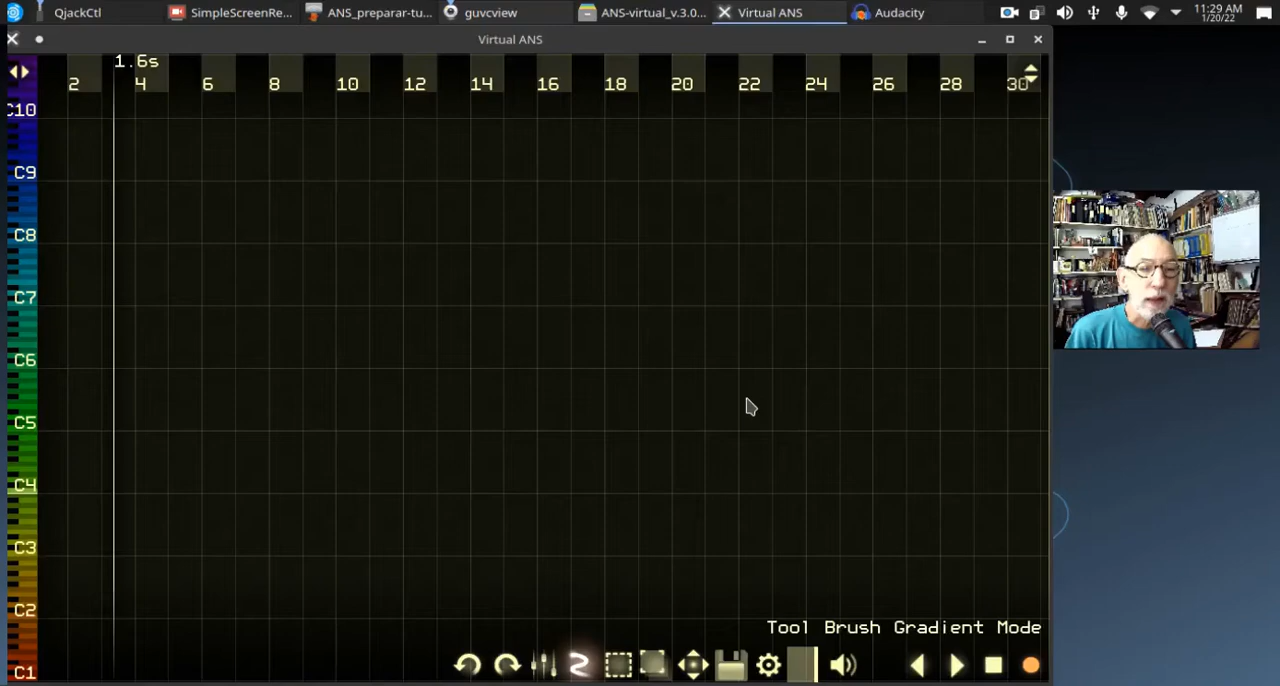 QjackCtl
SimpleScreenRe...
ANS_preparar-tu...
guvcview
ANS-virtual_v.3.0...
Virtual ANS
Audacity
11:29 AM
1/20/22
Virtual ANS
1.6s
2 4 6 8 10 12 14 16 18 20 22 24 26 28 30
C10
C9
C8
C7
C6
C5
C4
C3
C2
C1
Tool Brush Gradient Mode